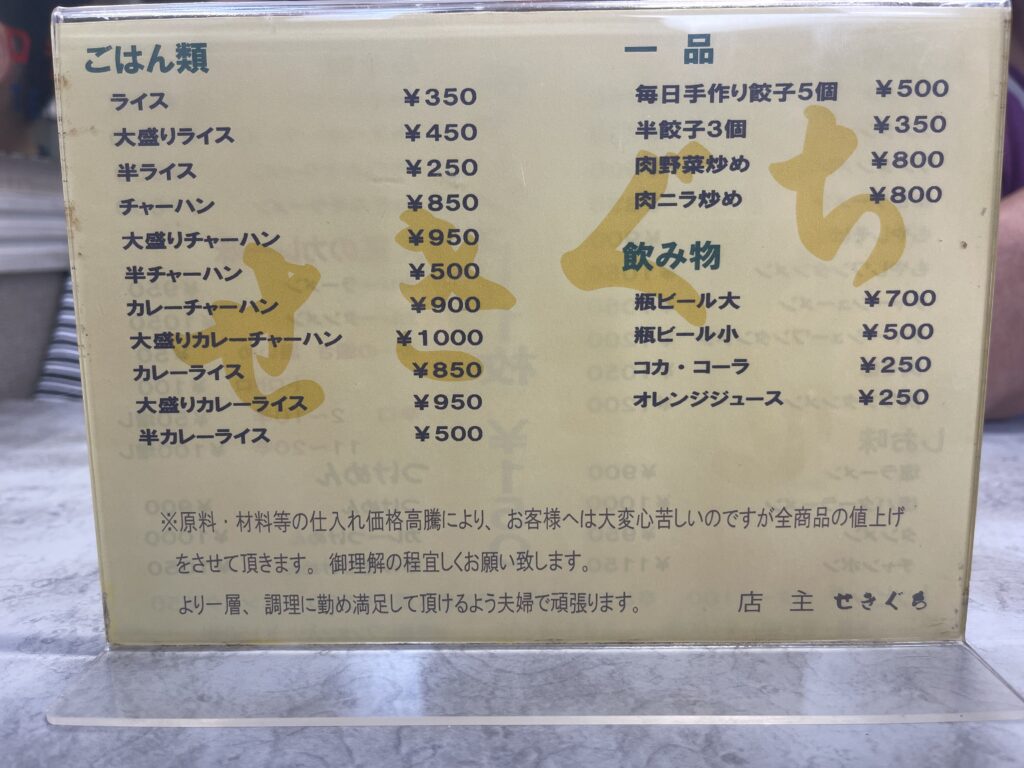 ごはん類
ライス ¥350
大盛りライス ¥450
半ライス ¥250
チャーハン ¥850
大盛りチャーハン ¥950
半チャーハン ¥500
カレーチャーハン ¥900
大盛りカレーチャーハン ¥1000
カレーライス ¥850
大盛りカレーライス ¥950
半カレーライス ¥500
一品
毎日手作り餃子5個 ¥500
半餃子3個 ¥350
肉野菜炒め ¥800
肉ニラ炒め ¥800
飲み物
瓶ビール大 ¥700
瓶ビール小 ¥500
コカ・コーラ ¥250
オレンジジュース ¥250
せきぐち
※原料・材料等の仕入れ価格高騰により、お客様へは大変心苦しいのですが全商品の値上げ
をさせて頂きます。御理解の程宜しくお願い致します。
より一層、調理に勤め満足して頂けるよう夫婦で頑張ります。 店主 せきぐち